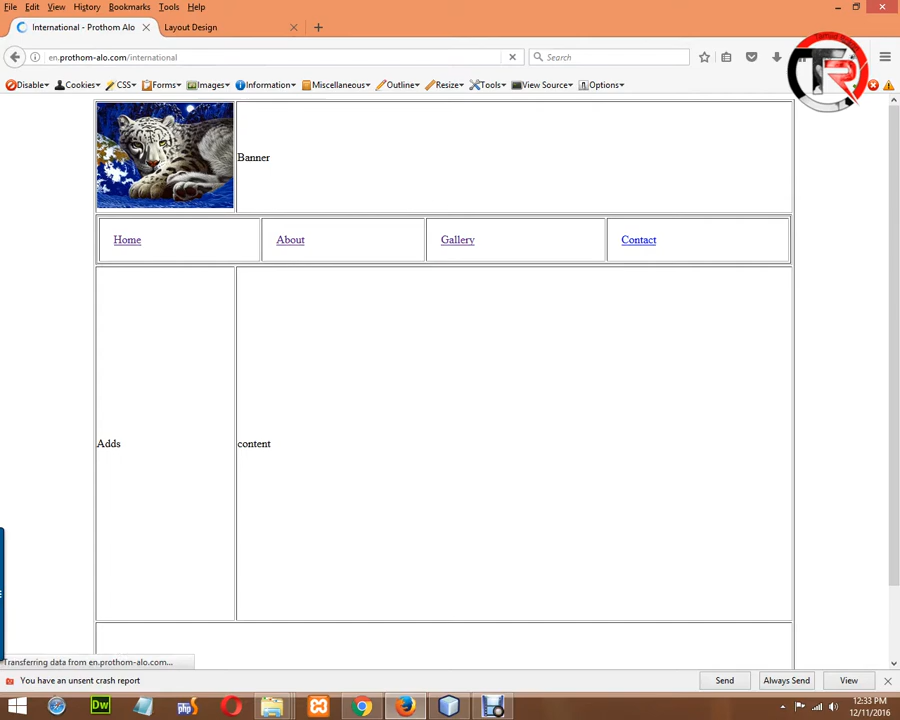 File Edit View History Bookmarks Tools Help
International - Prothom Alo
Layout Design
en.prothom-alo.com/international
Search
Disable Cookies CSS Forms Images Information Miscellaneous Outline Resize Tools View Source Options
Banner
Home About Gallery Contact
Adds
content
Transferring data from en.prothom-alo.com...
You have an unsent crash report
Send Always Send View
Dw
php
12:33 PM
12/11/2016